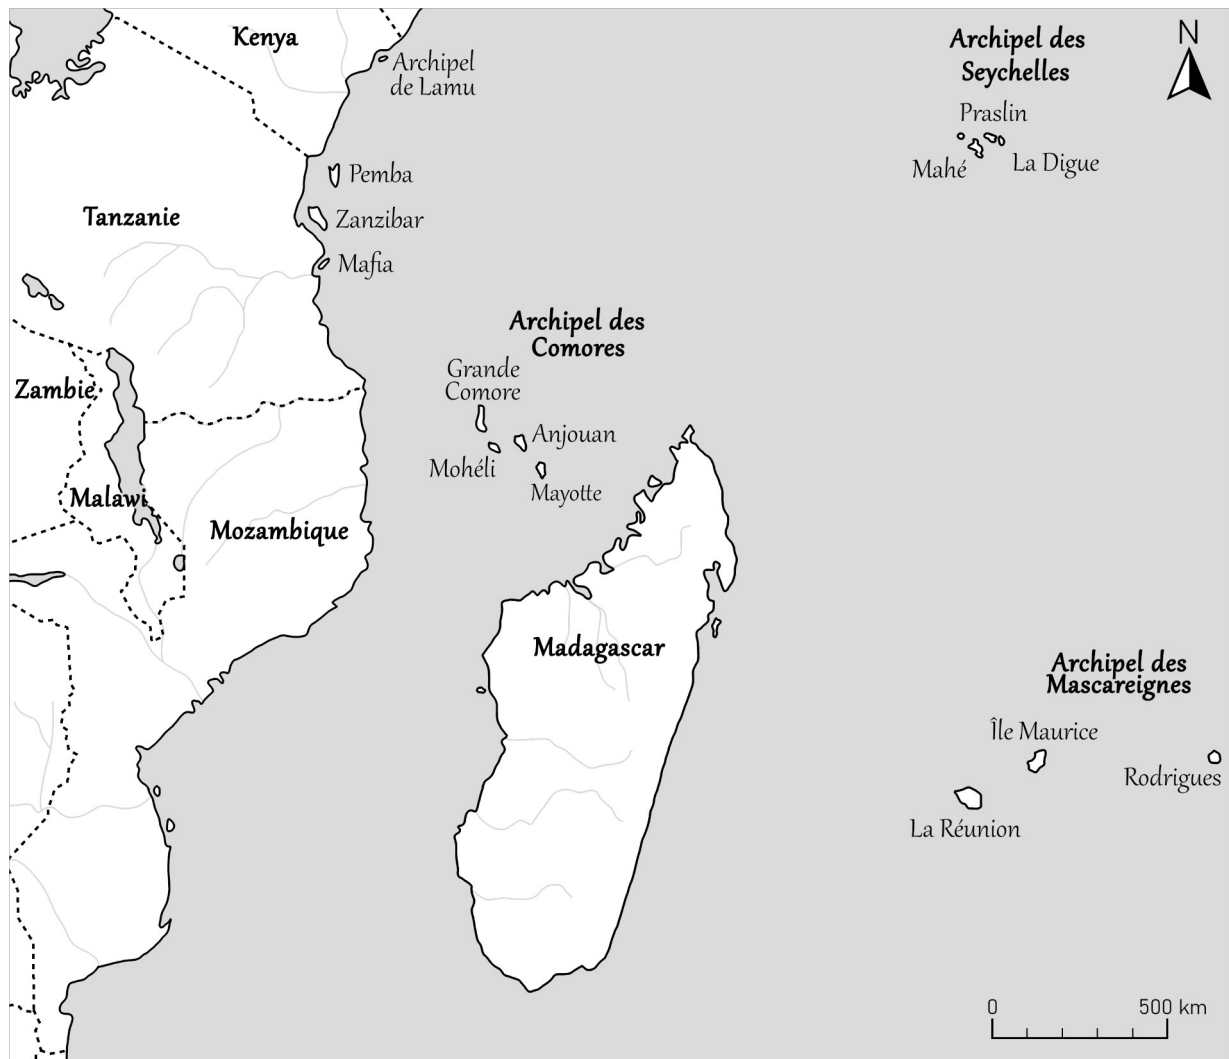 Kenya
Archipel
de Lamu
Archipel des
Seychelles
N
Praslin
Mahé
La Digue
Pemba
Tanzanie
Zanzibar
Mafia
Archipel des
Comores
Grande
Comore
Zambie
Anjouan
Mohéli
Mayotte
Malawi
Mozambique
Madagascar
Archipel des
Mascareignes
Île Maurice
Rodrigues
La Réunion
0 500 km